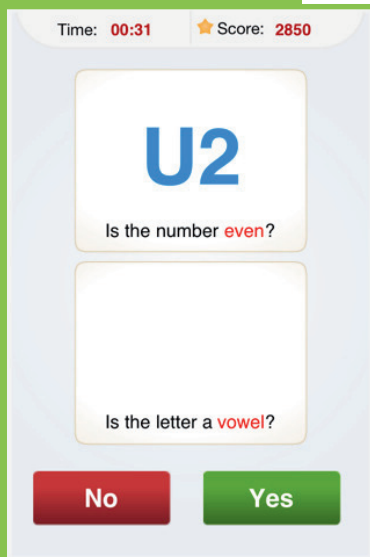 Time: 00:31 Score: 2850
U2
Is the number even?
Is the letter a vowel?
No Yes